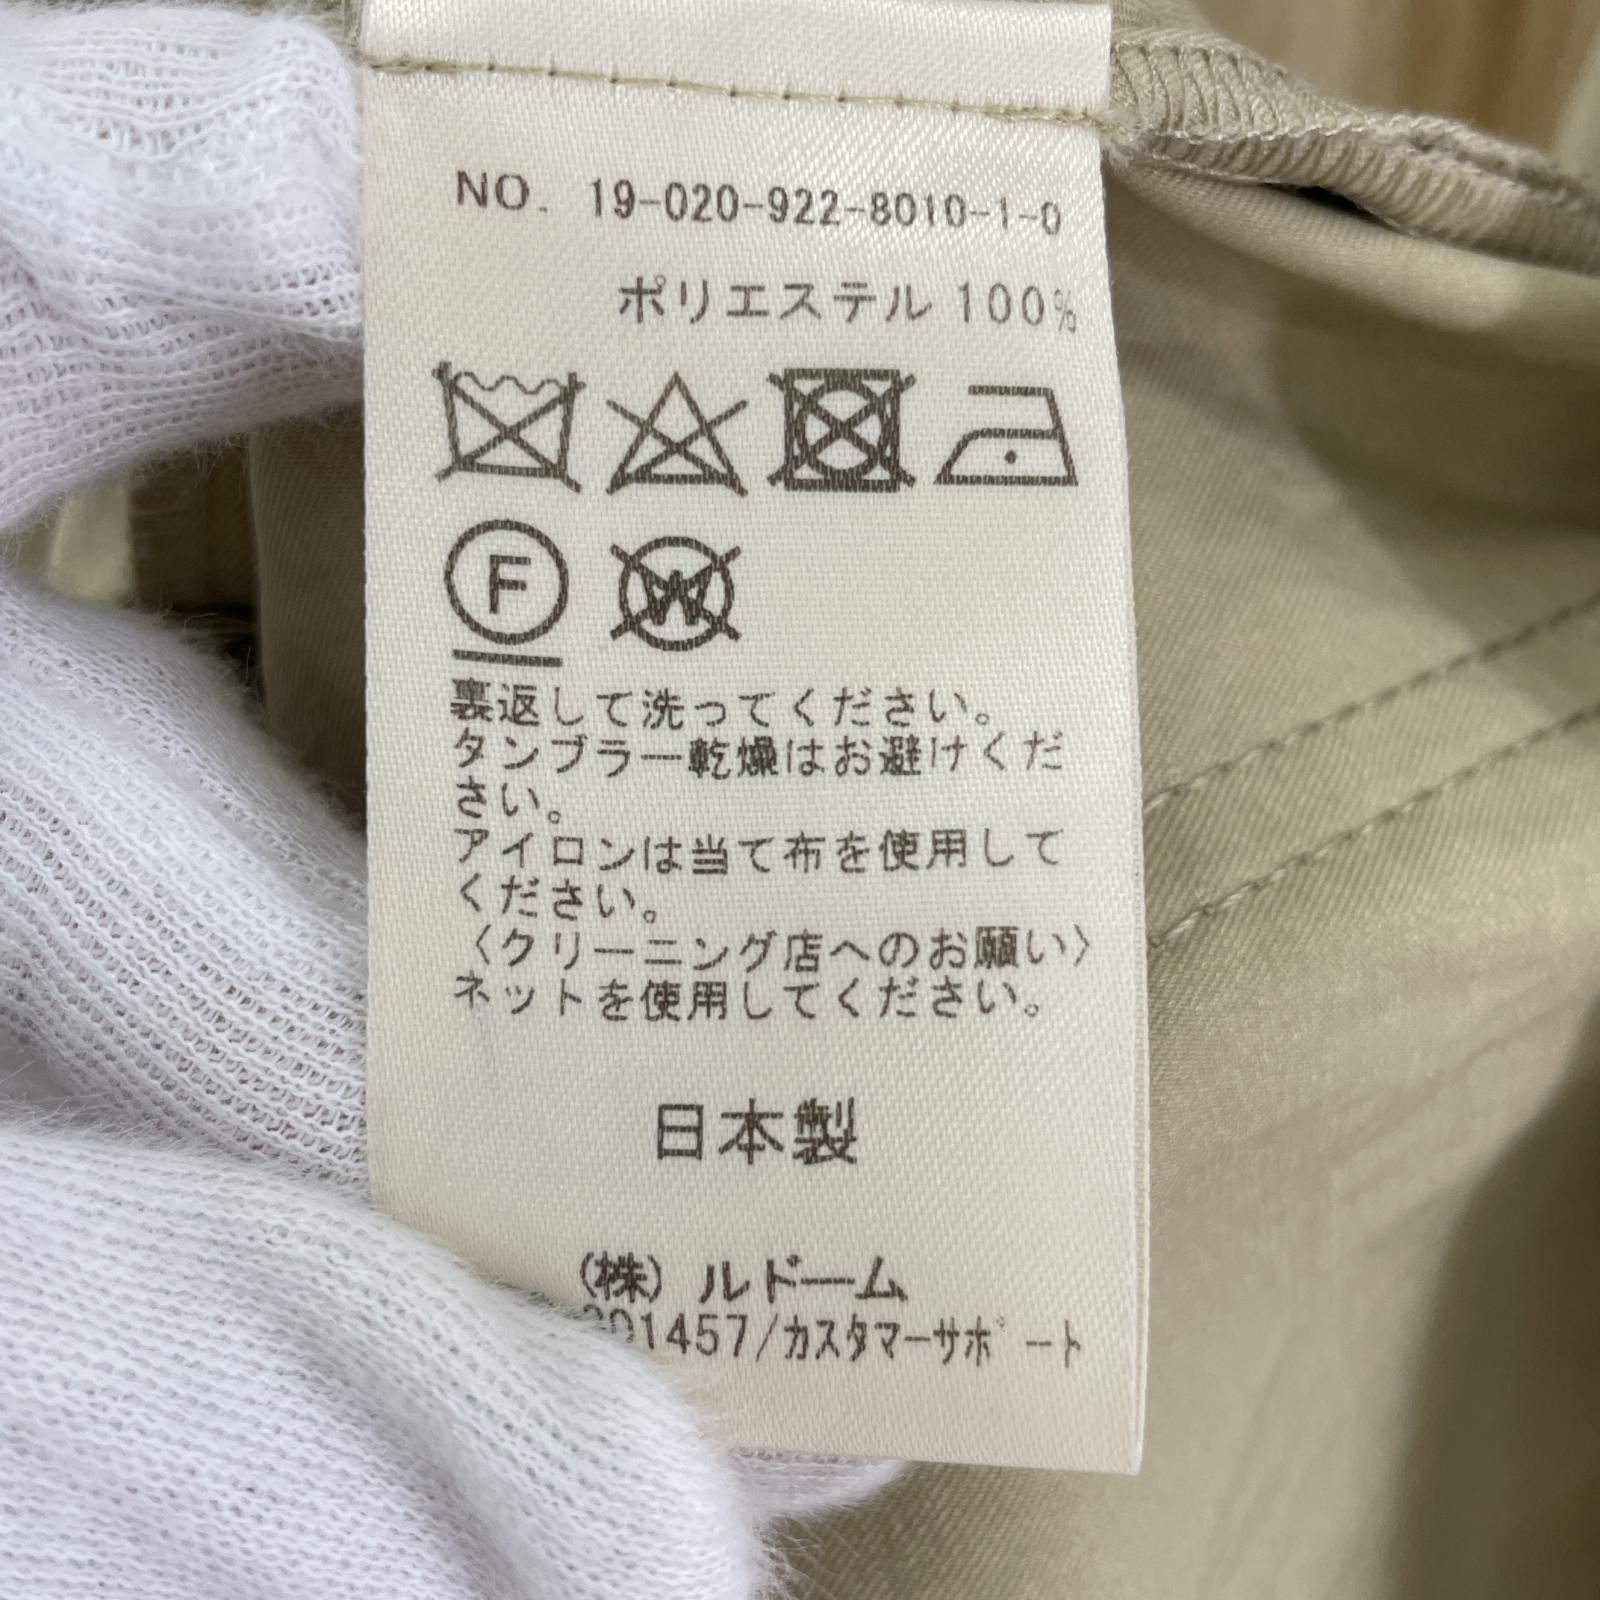 NO. 19-020-922-8010-1-0
ポリエステル 100%
F
W
裏返して洗ってください。
タンブラー乾燥はお避けくだ
さい。
アイロンは当て布を使用して
ください。
〈クリーニング店へのお願い〉
ネットを使用してください。
日本製
(株) ルドーム
01457/カスタマーサポート